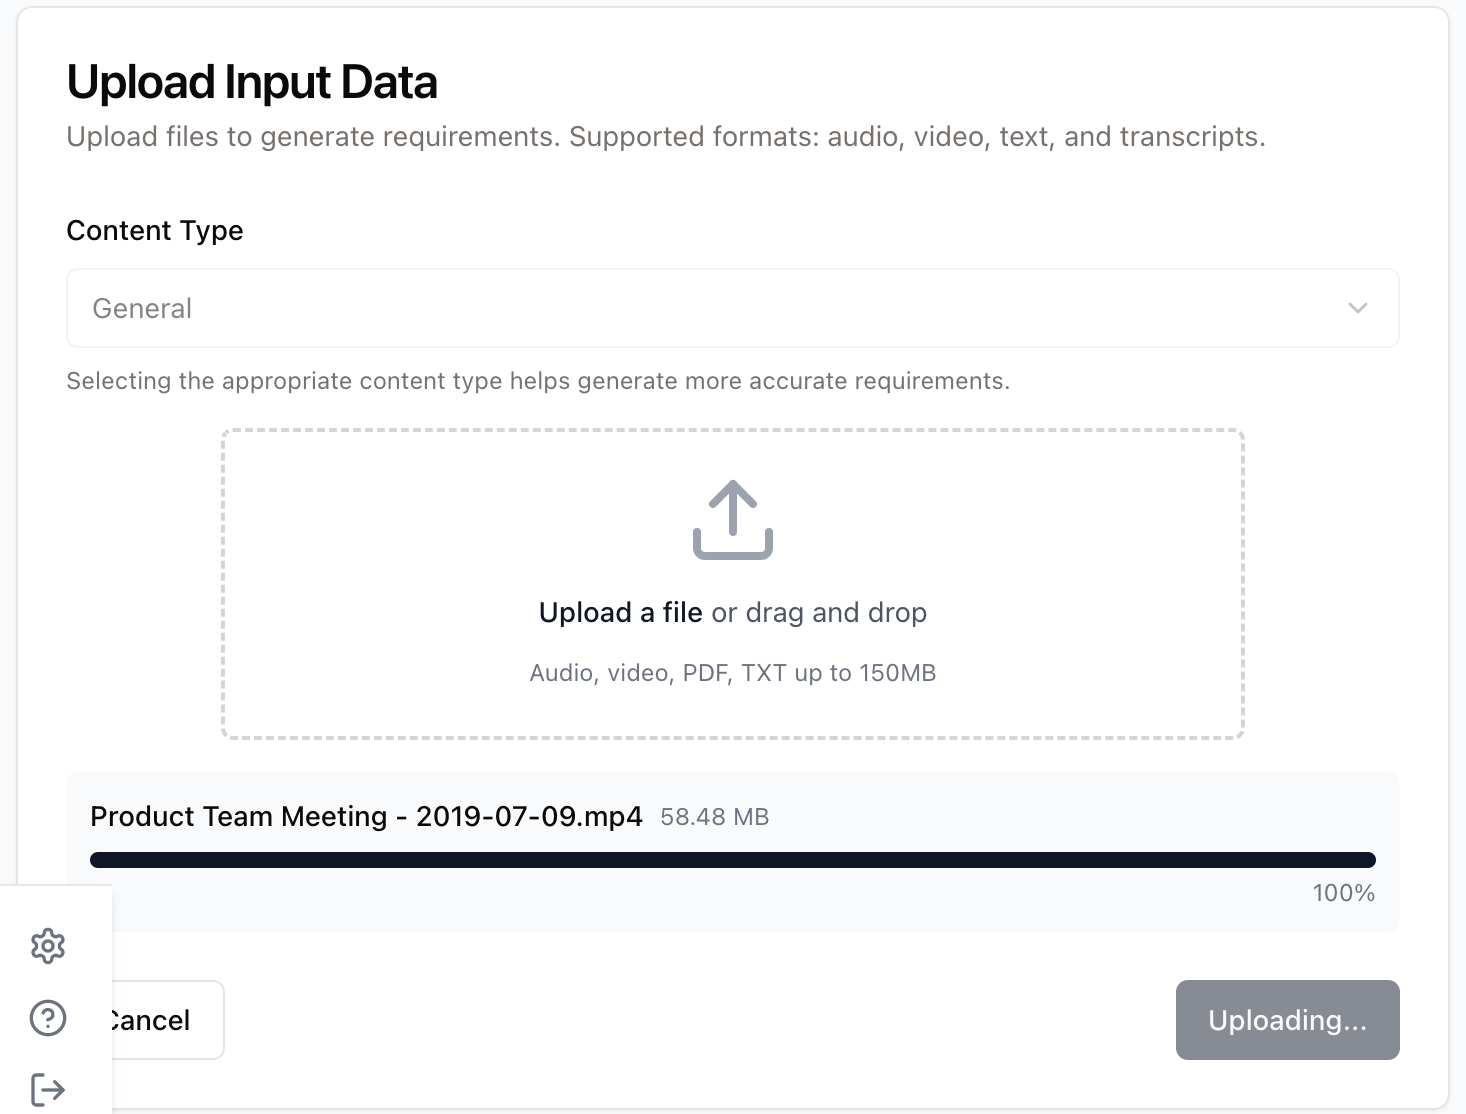 Upload Input Data
Upload files to generate requirements. Supported formats: audio, video, text, and transcripts.
Content Type
General
Selecting the appropriate content type helps generate more accurate requirements.
Upload a file or drag and drop
Audio, video, PDF, TXT up to 150MB
Product Team Meeting - 2019-07-09.mp4 58.48 MB
100%
Cancel
Uploading...